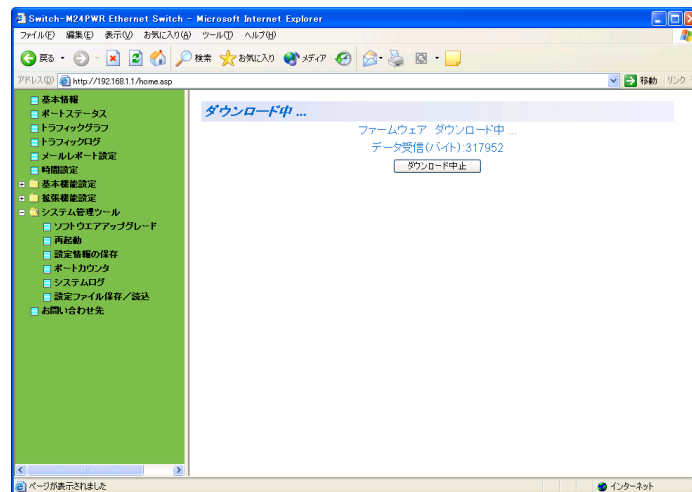 Switch-M24PWR Ethernet Switch - Microsoft Internet Explorer
ファイル(F) 編集(E) 表示(V) お気に入り(A) ツール(T) ヘルプ(H)
戻る 検索 お気に入り メディア
アドレス(D) http://192.168.1.1/home.asp 移動 リンク
基本情報
ポートステータス
トラフィックグラフ
トラフィックログ
メールレポート設定
時間設定
基本機能設定
拡張機能設定
システム管理ツール
ソフトウエアアップグレード
再起動
設定情報の保存
ポートカウンタ
システムログ
設定ファイル保存/読込
お問い合わせ先
ダウンロード中 ...
ファームウェア ダウンロード中 ...
データ受信(バイト):317952
ダウンロード中止
ページが表示されました インターネット